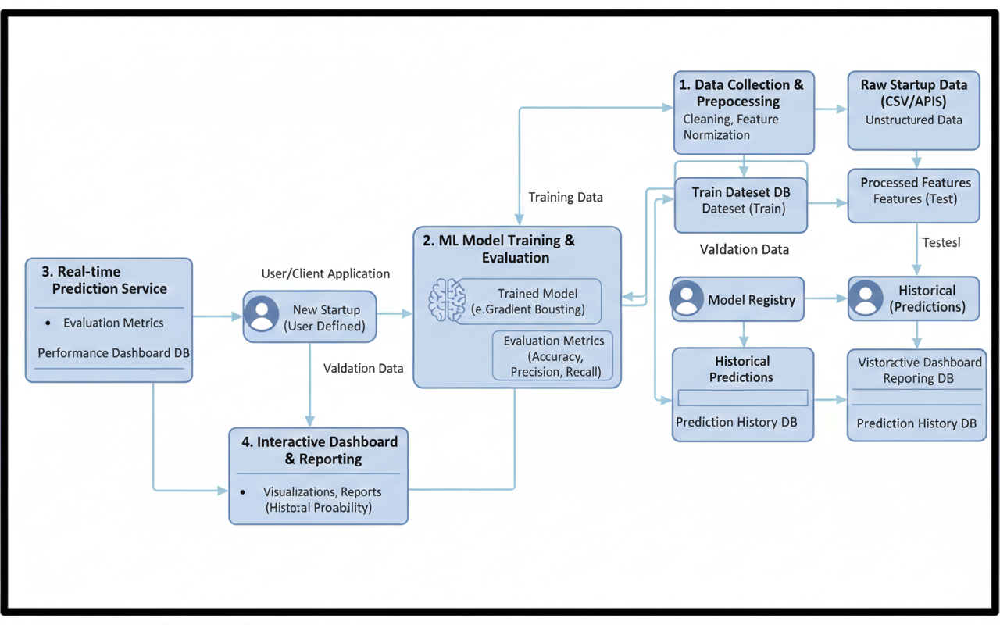 1. Data Collection &
Prepocessing
Cleaning, Feature
Normization
Raw Startup Data
(CSV/APIS)
Unstructured Data
Training Data
Train Dateset DB
Dateset (Train)
Processed Features
Features (Test)
Valdation Data
Testesl
2. ML Model Training &
Evaluation
Trained Model
(e.Gradient Bousting)
Evaluation Metrics
(Accuracy,
Precision, Recall)
3. Real-time
Prediction Service
• Evaluation Metrics
Performance Dashboard DB
User/Client Application
New Startup
(User Defined)
Valdation Data
Model Registry
Historical
(Predictions)
Historical
Predictions
Prediction History DB
Dashboard
Reporing DB
Prediction History DB
4. Interactive Dashboard
& Reporting
• Visualizations, Reports